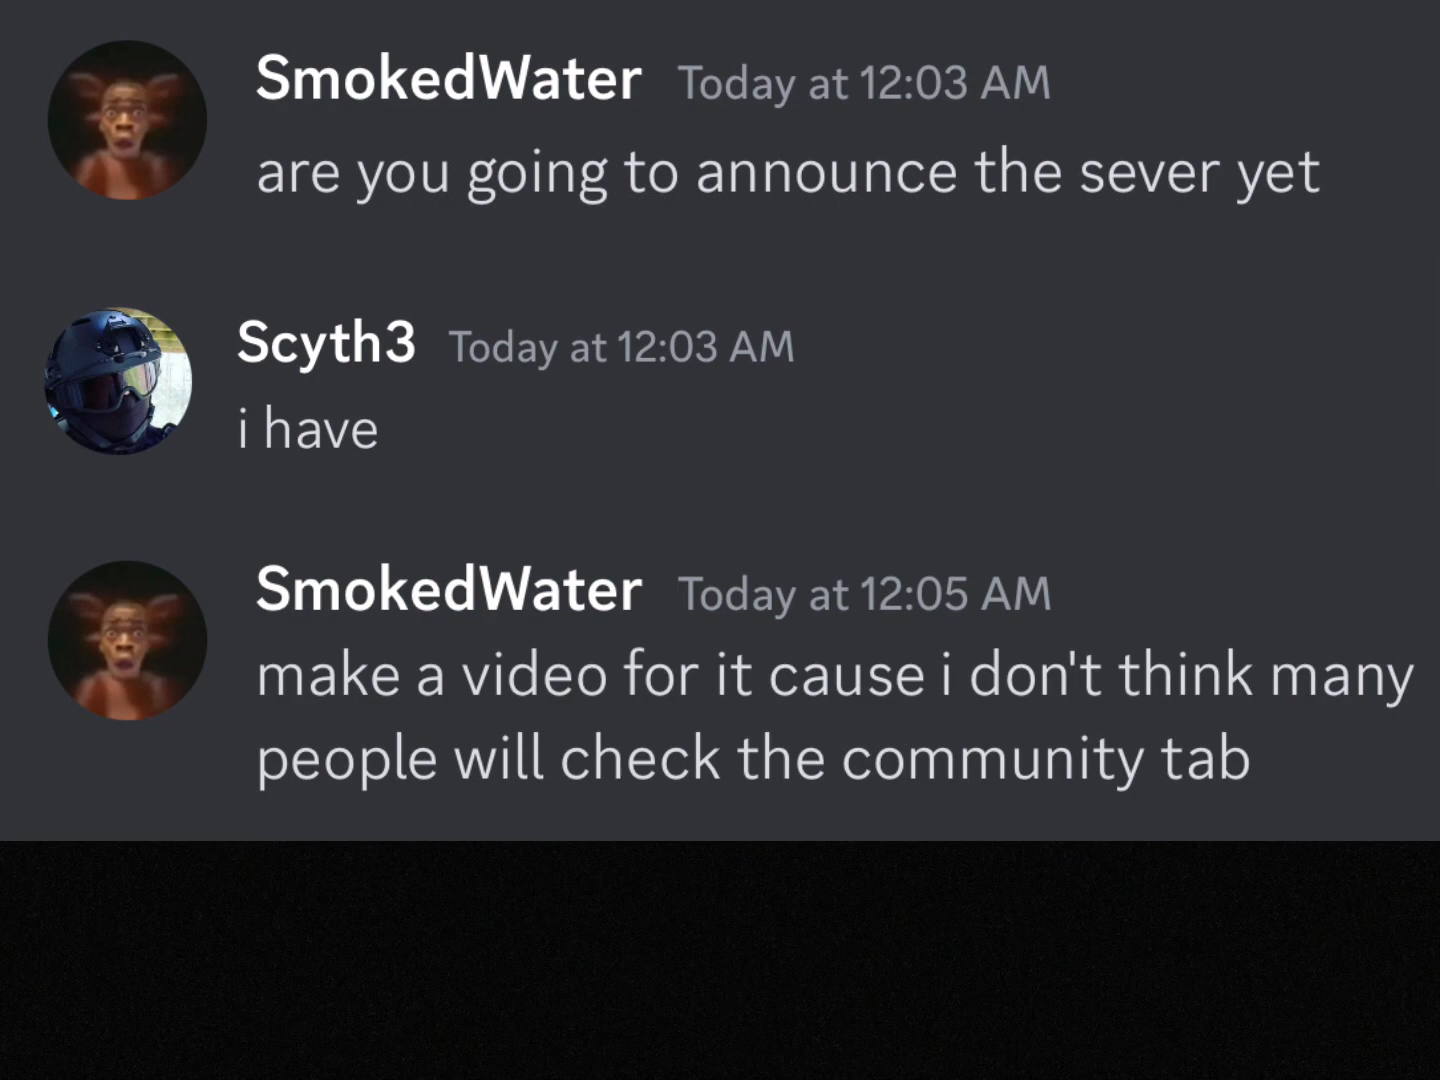 SmokedWater Today at 12:03 AM
are you going to announce the sever yet
Scyth3 Today at 12:03 AM
i have
SmokedWater Today at 12:05 AM
make a video for it cause i don't think many
people will check the community tab